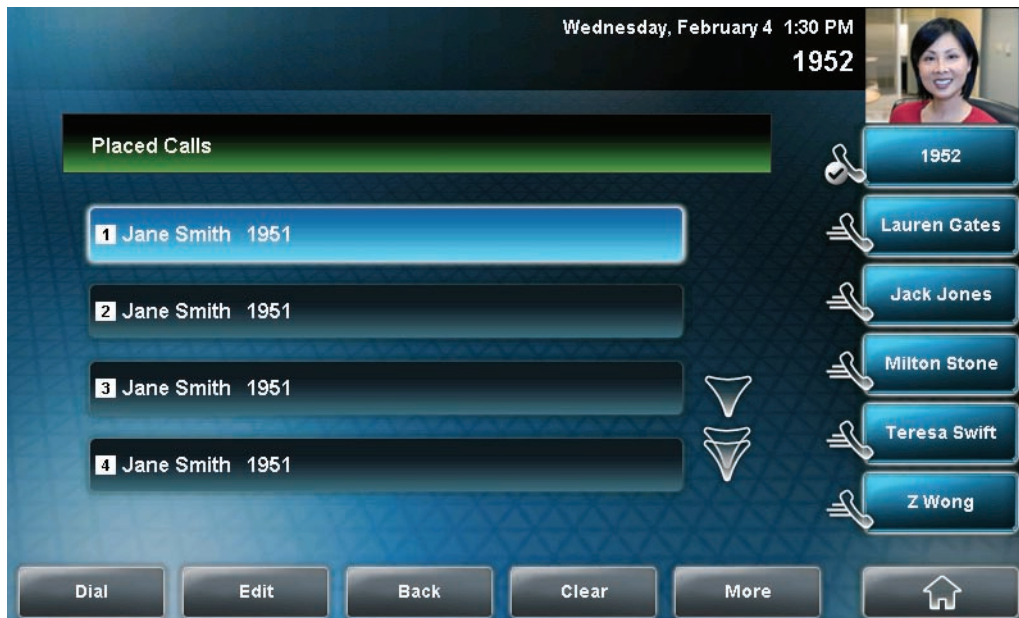 Wednesday, February 4 1:30 PM
1952
Placed Calls
1 Jane Smith 1951
2 Jane Smith 1951
3 Jane Smith 1951
4 Jane Smith 1951
1952
Lauren Gates
Jack Jones
Milton Stone
Teresa Swift
Z Wong
Dial Edit Back Clear More